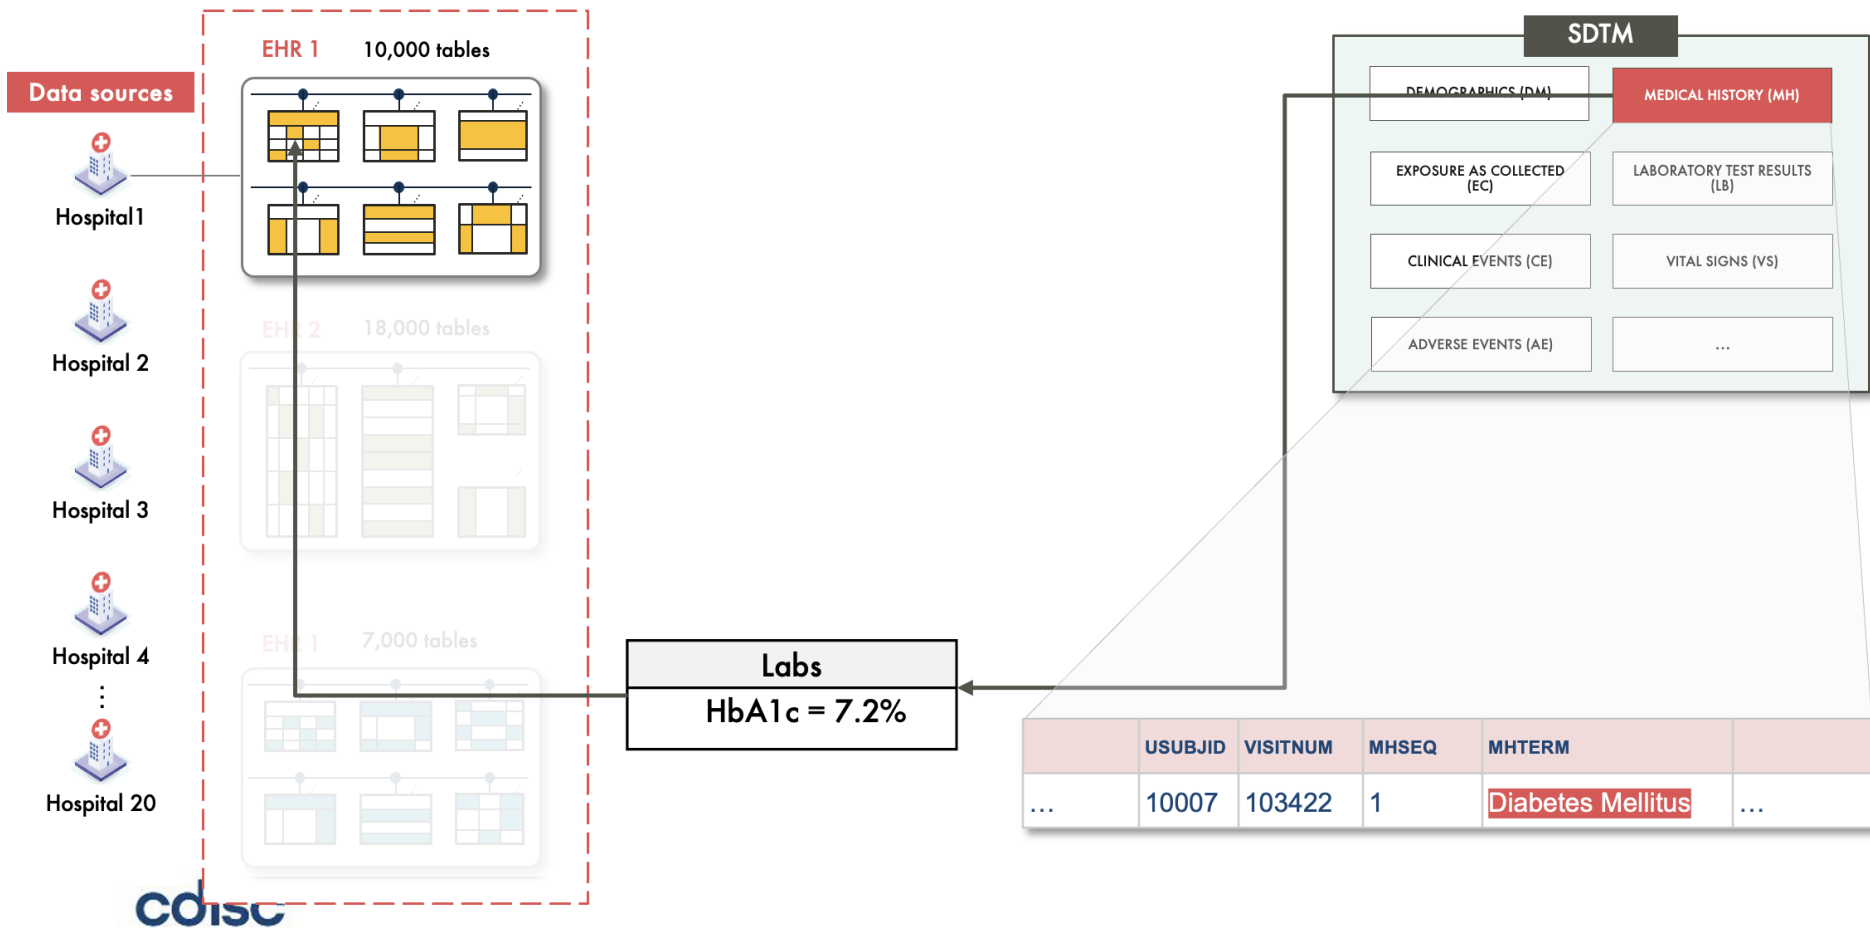 Data sources
Hospital1
Hospital 2
Hospital 3
Hospital 4
⋮
Hospital 20
EHR 1 10,000 tables
EHR 2 18,000 tables
EHR 1 7,000 tables
Labs
HbA1c = 7.2%
SDTM
DEMOGRAPHICS (DM)
MEDICAL HISTORY (MH)
EXPOSURE AS COLLECTED
(EC)
LABORATORY TEST RESULTS
(LB)
CLINICAL EVENTS (CE)
VITAL SIGNS (VS)
ADVERSE EVENTS (AE)
...
USUBJID VISITNUM MHSEQ MHTERM
... 10007 103422 1 Diabetes Mellitus ...
cdisc